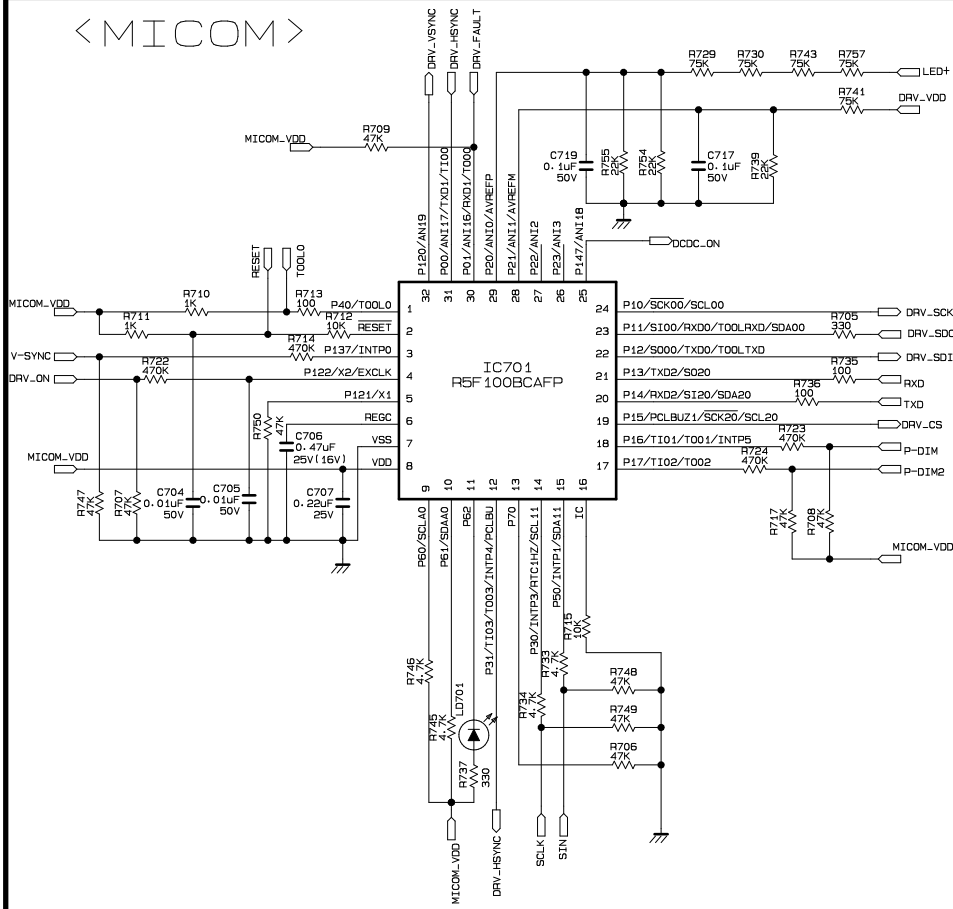 <MICOM>
DRV_VSYNC
DRV_HSYNC
DRV_FAULT
R729
75K
R730
75K
R743
75K
R757
75K
LED+
R741
75K
DRV_VDD
MICOM_VDD
R709
47K
C719
0.1uF
50V
R755
22K
R754
22K
C717
0.1uF
50V
R739
22K
P120/AN19
P00/ANI17/TXD1/TI00
P01/ANI16/RXD1/TO00
P20/ANI0/AVREFP
P21/ANI1/AVREFM
P22/ANI2
P23/ANI3
P147/ANI18
DCDC_ON
RESET
TOOL0
32
31
30
29
28
27
26
25
MICOM_VDD
R710
1K
R713
100
P40/TOOL0
1
R711
1K
R712
10K
RESET
2
V-SYNC
R714
470K
P137/INTP0
3
DRV_ON
R722
470K
P122/X2/EXCLK
4
P121/X1
5
R750
47K
REGC
6
C706
0.47uF
25V(16V)
VSS
7
MICOM_VDD
VDD
8
IC701
R5F100BCAFP
24
P10/SCK00/SCL00
DRV_SCK
23
P11/SI00/RXD0/TOOLRXD/SDA00
R705
330
DRV_SDO
22
P12/SO00/TXD0/TOOLTXD
DRV_SDI
21
P13/TXD2/SO20
R735
100
RXD
20
P14/RXD2/SI20/SDA20
R736
100
TXD
19
P15/PCLBUZ1/SCK20/SCL20
DRV_CS
18
P16/TI01/TO01/INTP5
R723
470K
P-DIM
17
P17/TI02/TO02
R724
470K
P-DIM2
R747
47K
R707
47K
C704
0.01uF
50V
C705
0.01uF
50V
C707
0.22uF
25V
R717
47K
R708
47K
MICOM_VDD
9
10
11
12
13
14
15
16
P60/SCLA0
P61/SDAA0
P62
P31/TI03/TO03/INTP4/PCLBU
P70
P30/INTP3/RTC1HZ/SCL11
P50/INTP1/SDA11
IC
R715
10K
R746
4.7K
R745
4.7K
LD701
R737
330
R734
4.7K
R733
4.7K
R748
47K
R749
47K
R706
47K
MICOM_VDD
DRV_HSYNC
SCLK
SIN